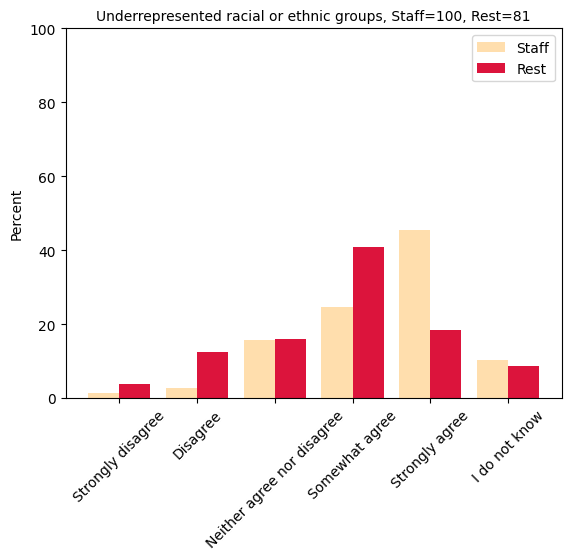 Underrepresented racial or ethnic groups, Staff=100, Rest=81
Staff
Rest
Percent
100
80
60
40
20
0
Strongly disagree
Disagree
Neither agree nor disagree
Somewhat agree
Strongly agree
I do not know